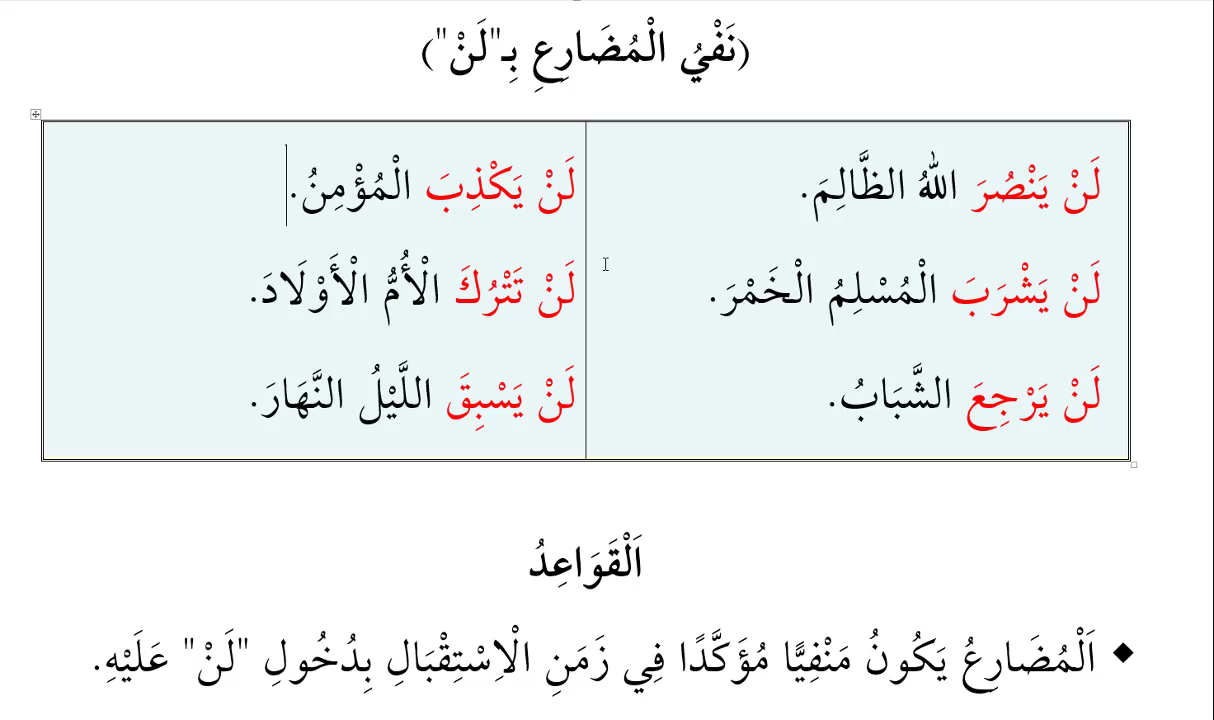 (نَفْيُ الْمُضَارِعِ بِـ"لَنْ")
لَنْ يَنْصُرَ اللهُ الظَّالِمَ.
لَنْ يَشْرَبَ الْمُسْلِمُ الْخَمْرَ.
لَنْ يَرْجِعَ الشَّبَابُ.
لَنْ يَكْذِبَ الْمُؤْمِنُ.
لَنْ تَتْرُكَ الْأُمُّ الْأَوْلَادَ.
لَنْ يَسْبِقَ اللَّيْلُ النَّهَارَ.
اَلْقَوَاعِدُ
◆ اَلْمُضَارِعُ يَكُونُ مَنْفِيًّا مُؤَكَّدًا فِي زَمَنِ الْاِسْتِقْبَالِ بِدُخُولِ "لَنْ" عَلَيْهِ.